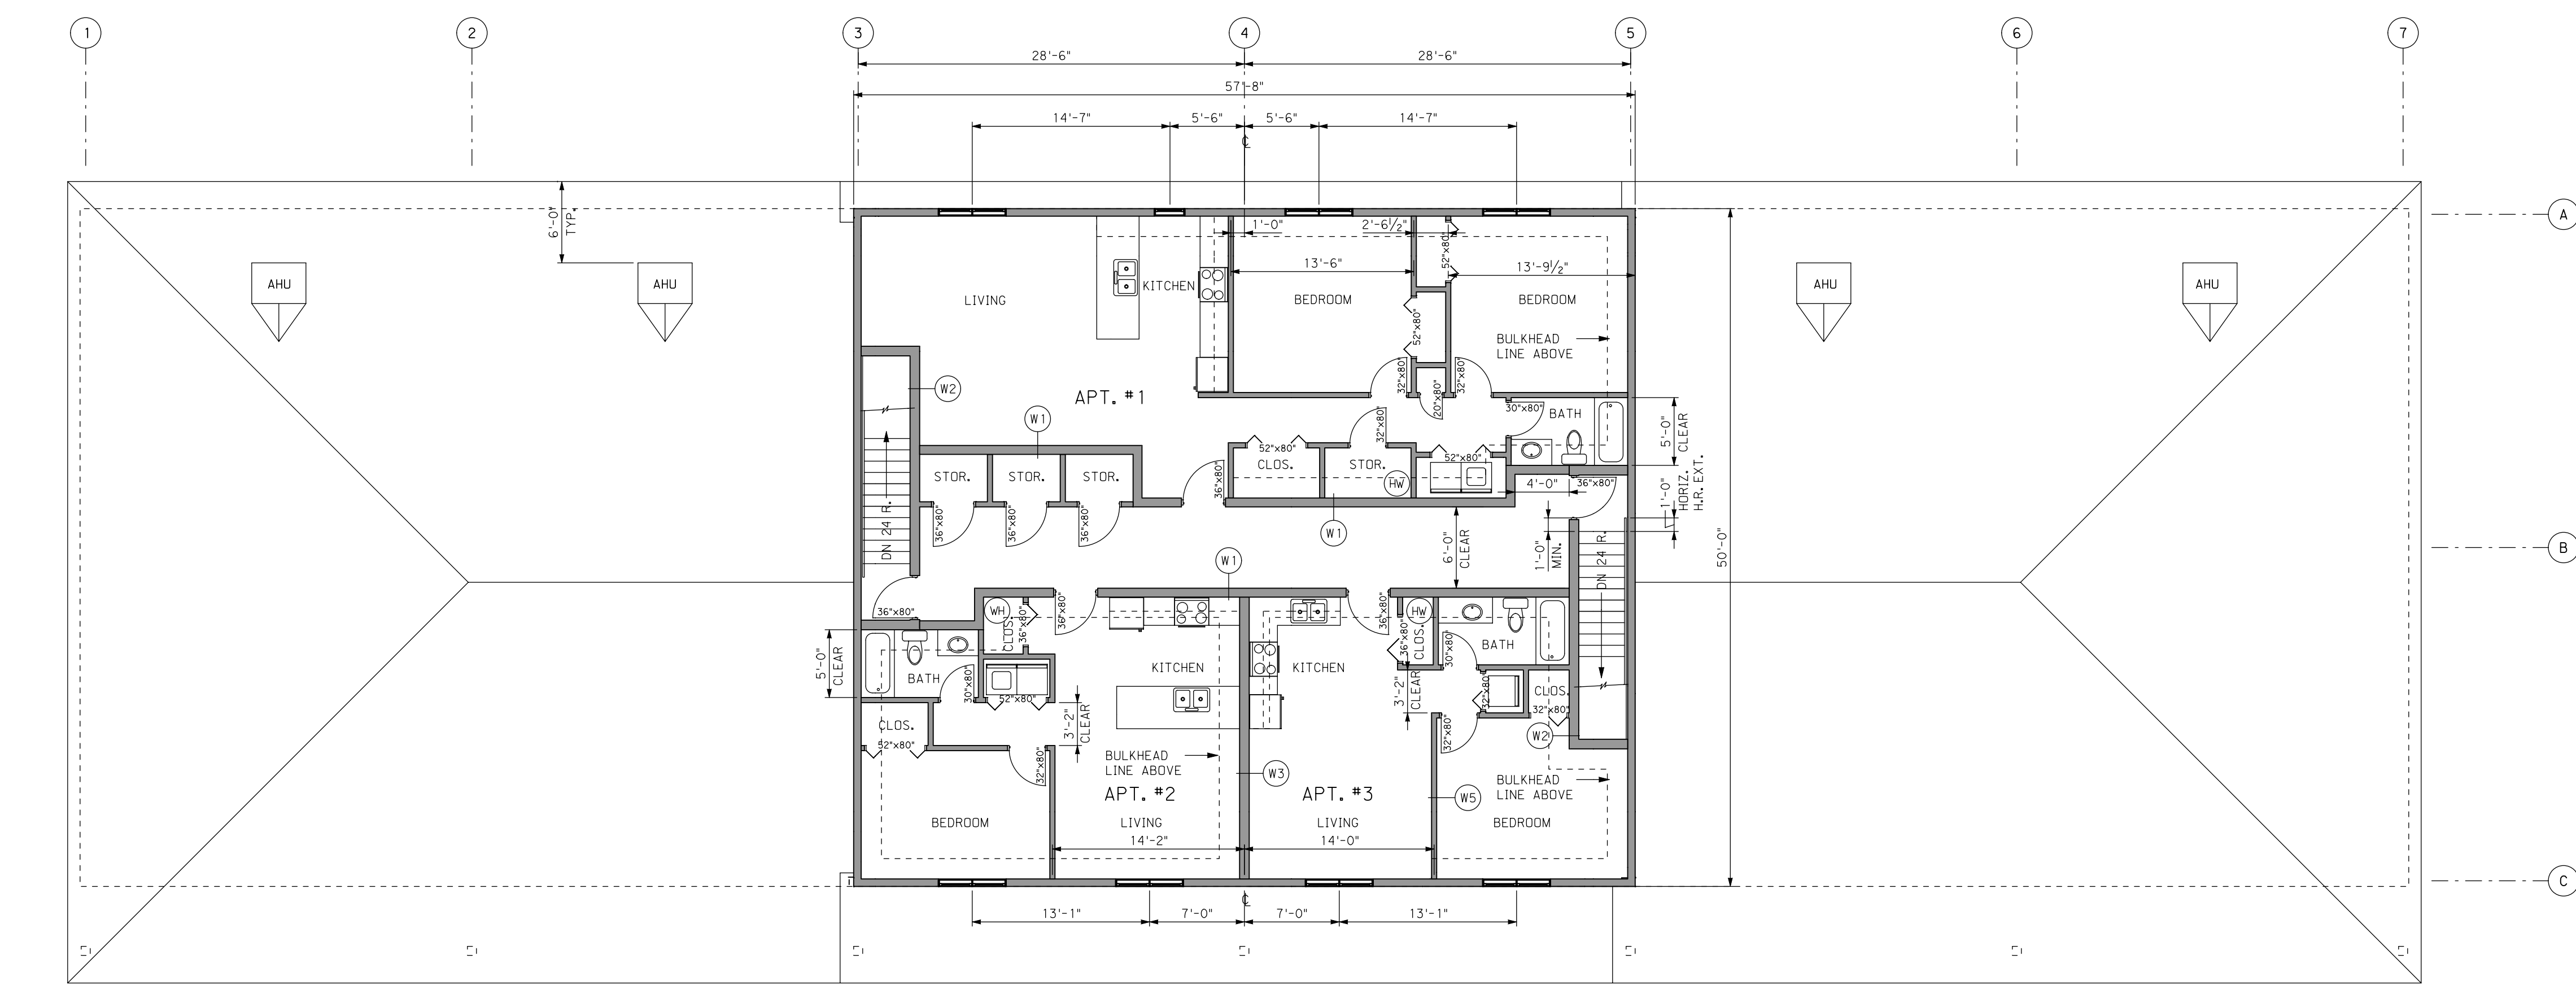 1 2 3 4 5 6 7
28'-6" 28'-6"
57'-8"
14'-7" 5'-6" 5'-6" 14'-7"
℄
6'-0"
TYP.
A
1'-0" 2'-6½"
52"x80"
13'-6" 13'-9½"
AHU AHU AHU AHU
LIVING KITCHEN BEDROOM BEDROOM
52"x80"
BULKHEAD
LINE ABOVE
W2
32"x80" 32"x80"
20"x80"
APT. #1
W1
30"x80" BATH
32"x80"
5'-0"
CLEAR
52"x80" 52"x80"
CLOS. STOR.
STOR. STOR. STOR.
HW
36"x80"
4'-0" 36"x80"
1'-0"
HORIZ.
H.R. EXT.
DN 24 R.
36"x80" 36"x80" 36"x80"
W1
6'-0"
CLEAR
1'-0"
MIN.
DN 24 R.
50'-0"
B
W1
36"x80"
WH
CLOS.
36"x80"
36"x80"
36"x80"
HW
CLOS.
36"x80"
5'-0"
CLEAR
BATH
30"x80"
52"x80"
KITCHEN KITCHEN
BATH
30"x80"
3'-2"
CLEAR
32"x80"
CLOS.
32"x80"
CLOS.
52"x80"
3'-2"
CLEAR
32"x80"
32"x80"
W2
BULKHEAD
LINE ABOVE
W3
BULKHEAD
LINE ABOVE
APT. #2 APT. #3
W5
BEDROOM LIVING LIVING BEDROOM
14'-2" 14'-0"
C
℄
13'-1" 7'-0" 7'-0" 13'-1"